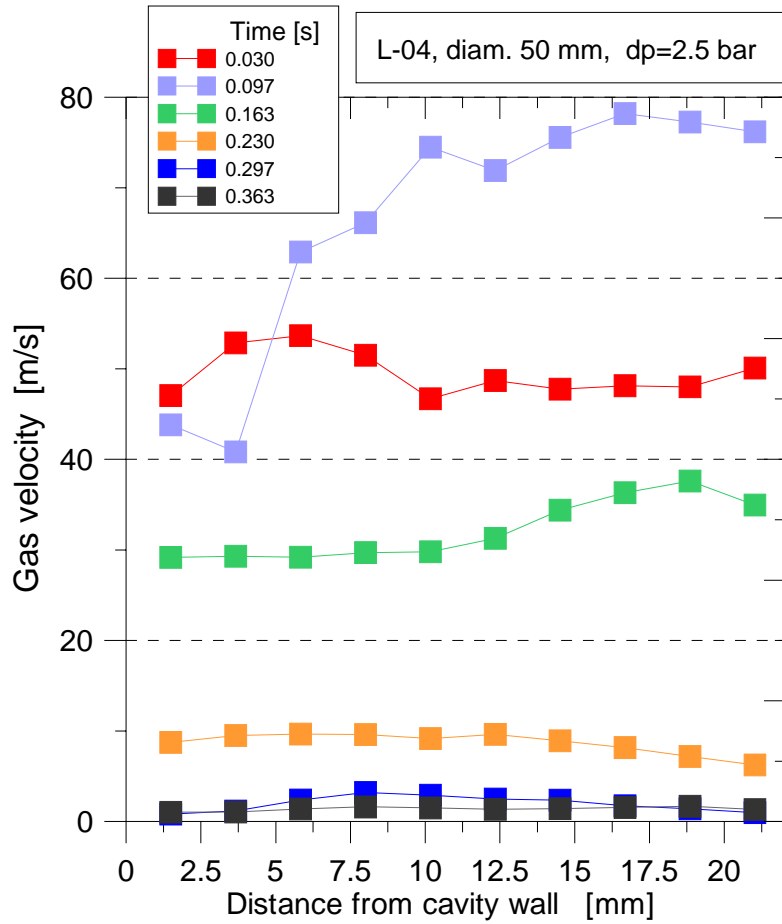 Time [s]
0.030
0.097
0.163
0.230
0.297
0.363
L-04, diam. 50 mm, dp=2.5 bar
80
60
40
20
0
Gas velocity [m/s]
0 2.5 5 7.5 10 12.5 15 17.5 20
Distance from cavity wall [mm]